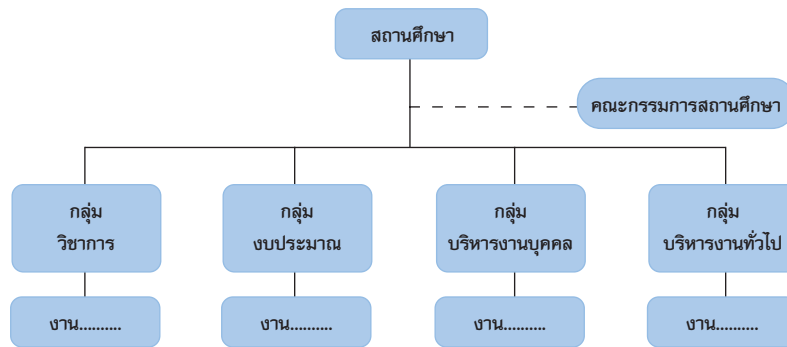 สถานศึกษา
คณะกรรมการสถานศึกษา
กลุ่ม
วิชาการ
กลุ่ม
งบประมาณ
กลุ่ม
บริหารงานบุคคล
กลุ่ม
บริหารงานทั่วไป
งาน..........
งาน..........
งาน..........
งาน..........